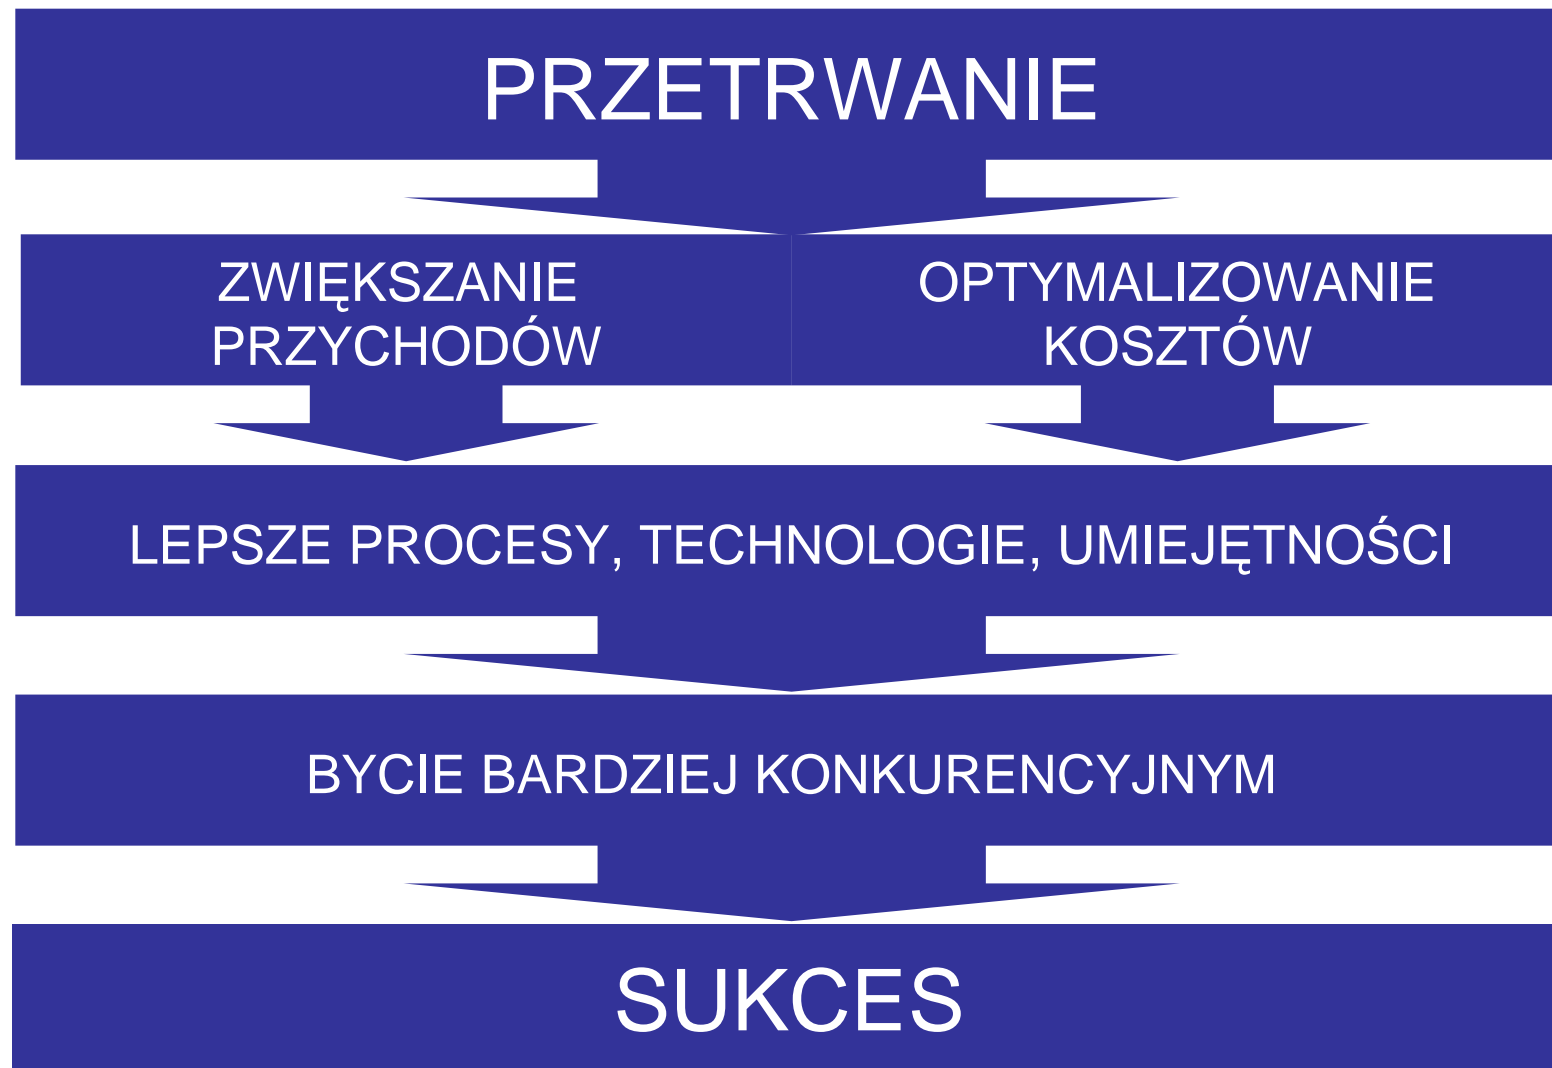 PRZETRWANIE
ZWIĘKSZANIE
PRZYCHODÓW
OPTYMALIZOWANIE
KOSZTÓW
LEPSZE PROCESY, TECHNOLOGIE, UMIEJĘTNOŚCI
BYCIE BARDZIEJ KONKURENCYJNYM
SUKCES